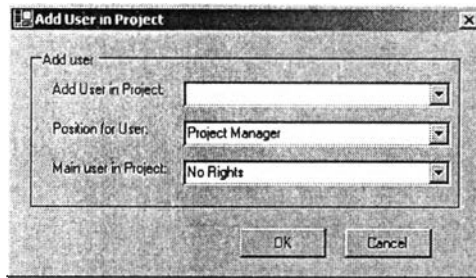 Add User in Project
Add user
Add User in Project:
Position for User: Project Manager
Main user in Project: No Rights
OK Cancel